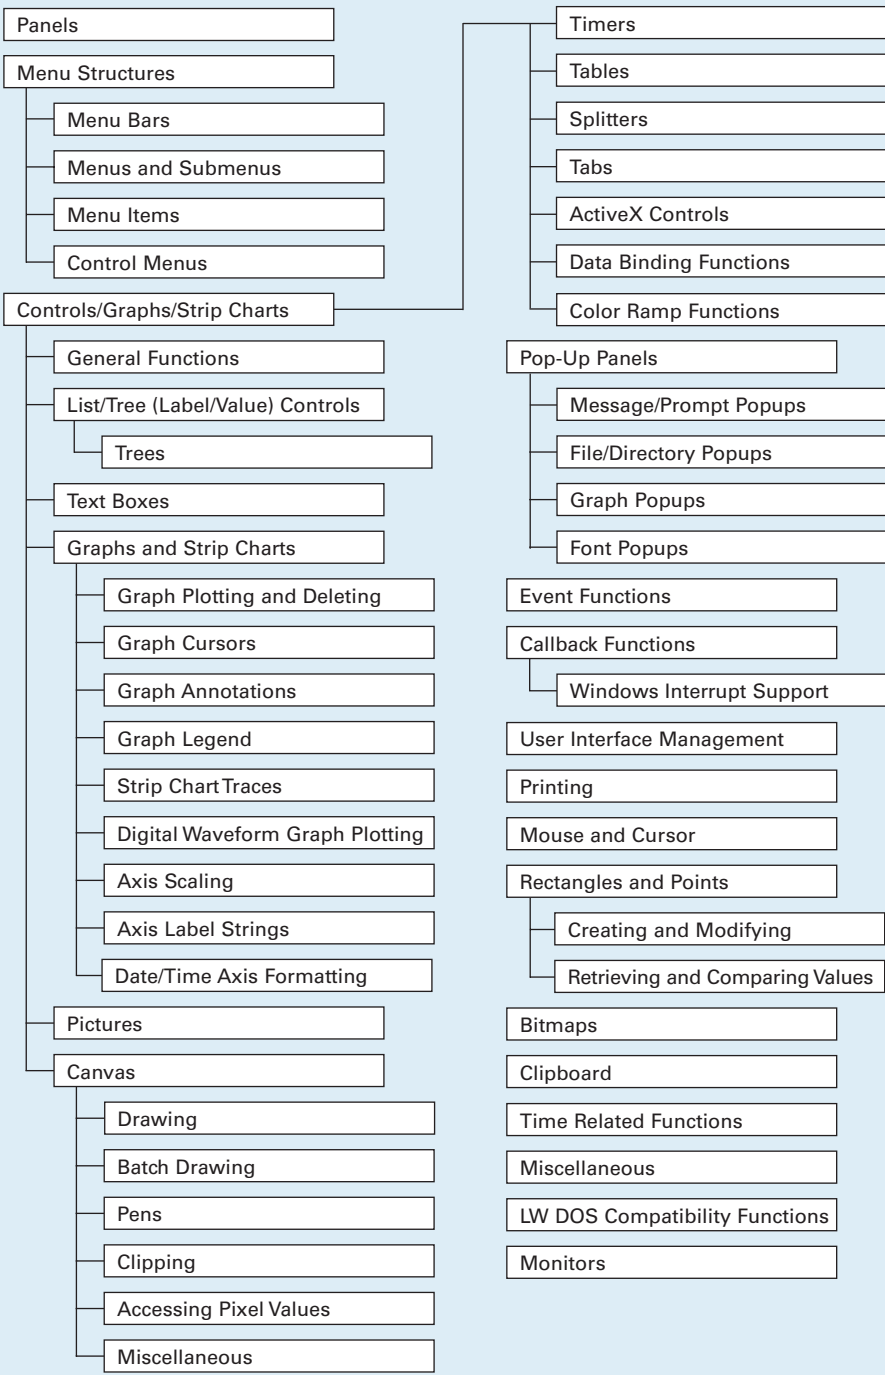 Panels
Menu Structures
Menu Bars
Menus and Submenus
Menu Items
Control Menus
Controls/Graphs/Strip Charts
General Functions
List/Tree (Label/Value) Controls
Trees
Text Boxes
Graphs and Strip Charts
Graph Plotting and Deleting
Graph Cursors
Graph Annotations
Graph Legend
Strip Chart Traces
Digital Waveform Graph Plotting
Axis Scaling
Axis Label Strings
Date/Time Axis Formatting
Pictures
Canvas
Drawing
Batch Drawing
Pens
Clipping
Accessing Pixel Values
Miscellaneous
Timers
Tables
Splitters
Tabs
ActiveX Controls
Data Binding Functions
Color Ramp Functions
Pop-Up Panels
Message/Prompt Popups
File/Directory Popups
Graph Popups
Font Popups
Event Functions
Callback Functions
Windows Interrupt Support
User Interface Management
Printing
Mouse and Cursor
Rectangles and Points
Creating and Modifying
Retrieving and Comparing Values
Bitmaps
Clipboard
Time Related Functions
Miscellaneous
LW DOS Compatibility Functions
Monitors